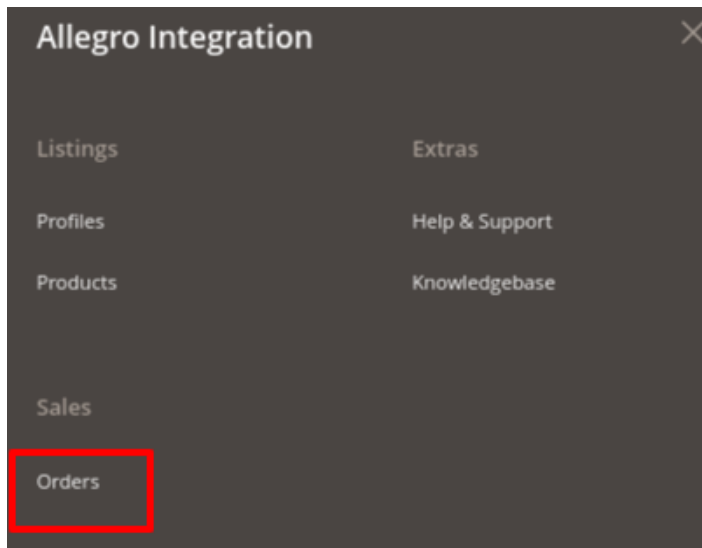 Allegro Integration
Listings
Profiles
Products
Extras
Help & Support
Knowledgebase
Sales
Orders